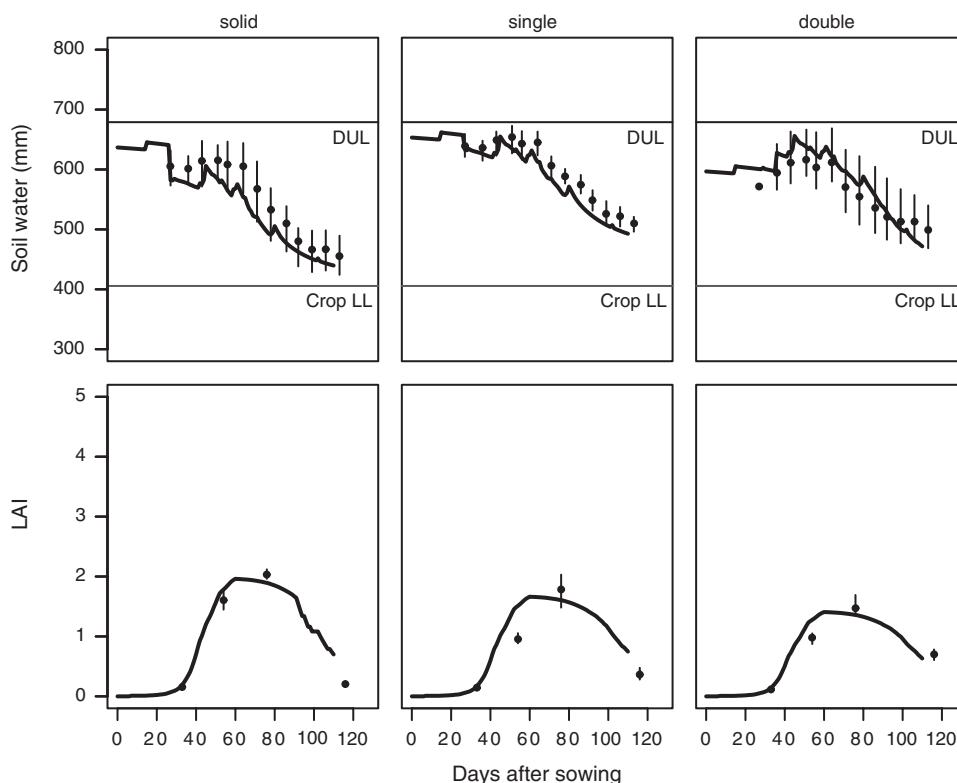 solid single double
800
700
600
500
400
300
Soil water (mm)
DUL DUL DUL
Crop LL Crop LL Crop LL
5
4
3
2
1
0
LAI
0 20 40 60 80 100 120 0 20 40 60 80 100 120 0 20 40 60 80 100 120
Days after sowing